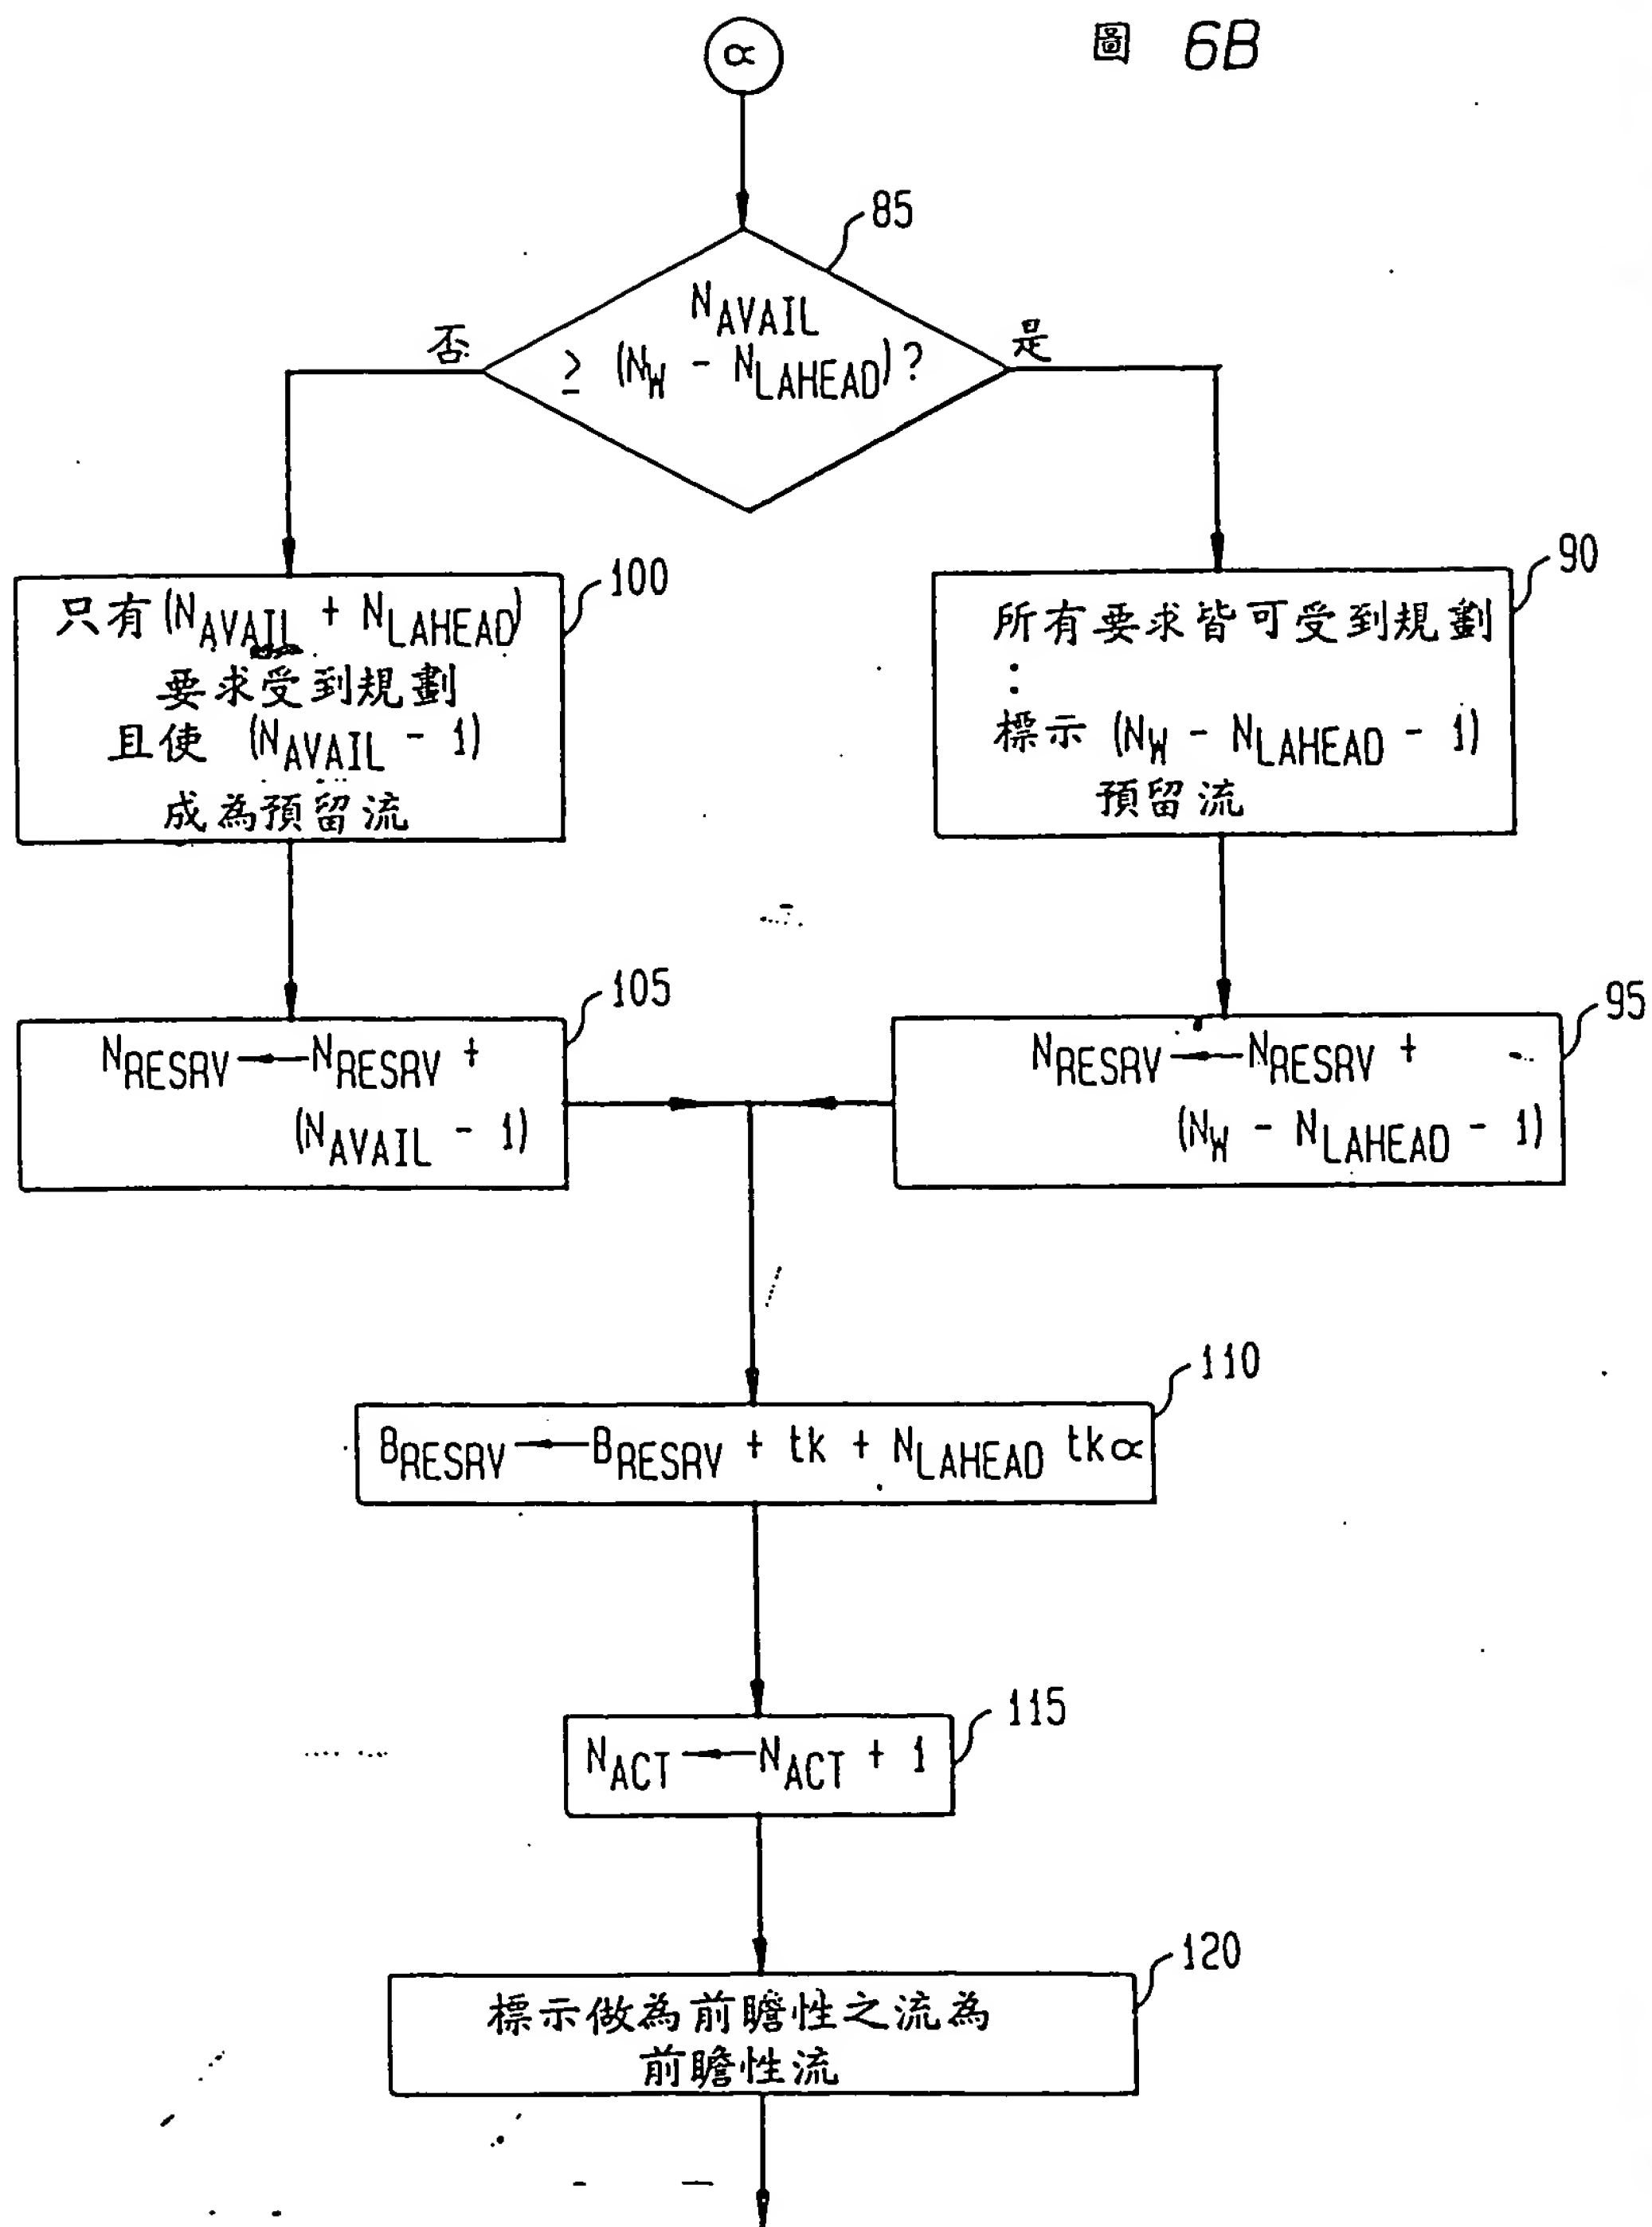 圖 6B
α
85
N_AVAIL
≥ (N_W - N_LAHEAD)?
否
是
100
只有(N_AVAIL + N_LAHEAD)
要求受到規劃
且使 (N_AVAIL - 1)
成為預留流
90
所有要求皆可受到規劃
:
標示 (N_W - N_LAHEAD - 1)
預留流
105
N_RESRV ← N_RESRV +
(N_AVAIL - 1)
95
N_RESRV ← N_RESRV +
(N_W - N_LAHEAD - 1)
110
B_RESRV ← B_RESRV + tk + N_LAHEAD tkα
115
N_ACT ← N_ACT + 1
120
標示做為前瞻性之流為
前瞻性流